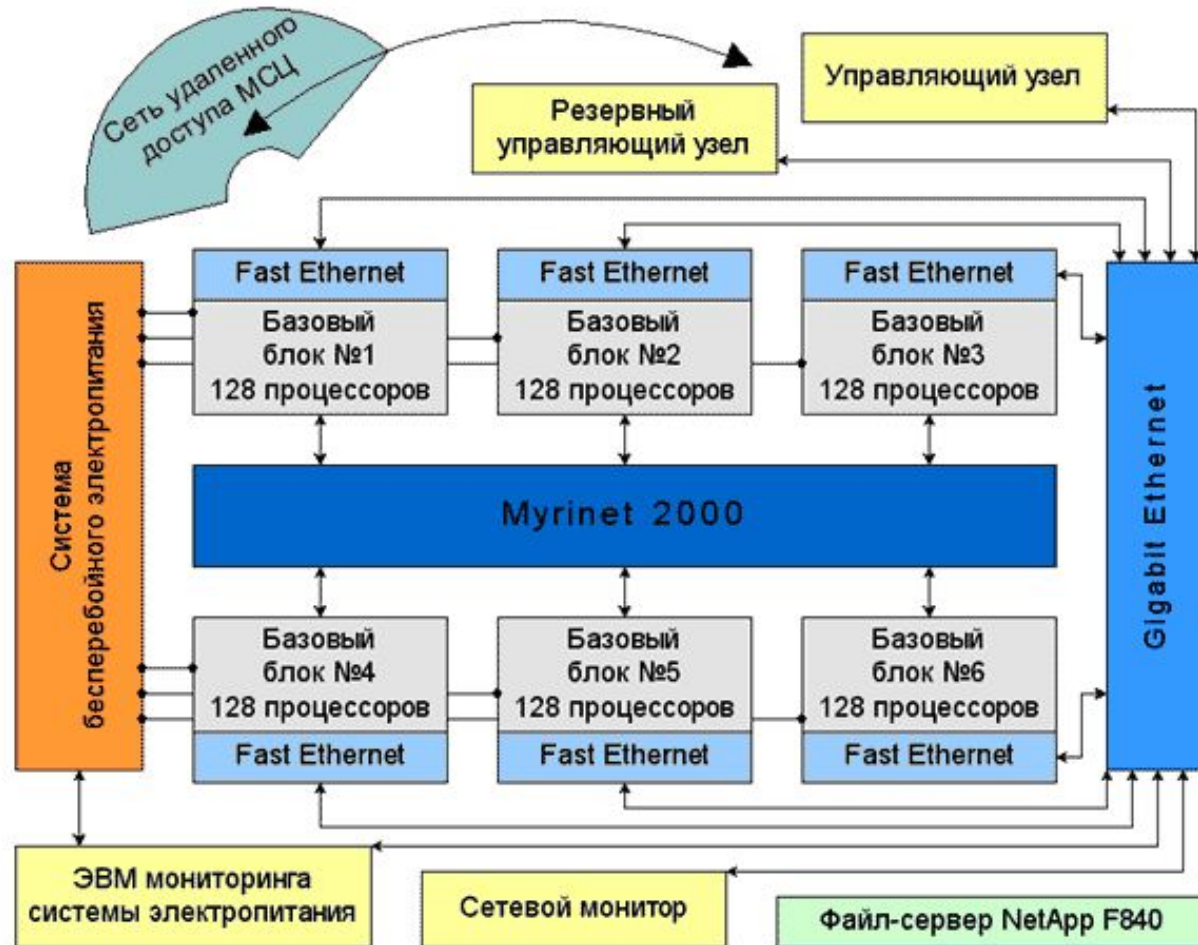 Сеть удаленного
доступа МСЦ
Управляющий узел
Резервный
управляющий узел
Fast Ethernet
Fast Ethernet
Fast Ethernet
Базовый
блок №1
128 процессоров
Базовый
блок №2
128 процессоров
Базовый
блок №3
128 процессоров
Система
бесперебойного электропитания
Myrinet 2000
Gigabit Ethernet
Базовый
блок №4
128 процессоров
Базовый
блок №5
128 процессоров
Базовый
блок №6
128 процессоров
Fast Ethernet
Fast Ethernet
Fast Ethernet
ЭВМ мониторинга
системы электропитания
Сетевой монитор
Файл-сервер NetApp F840